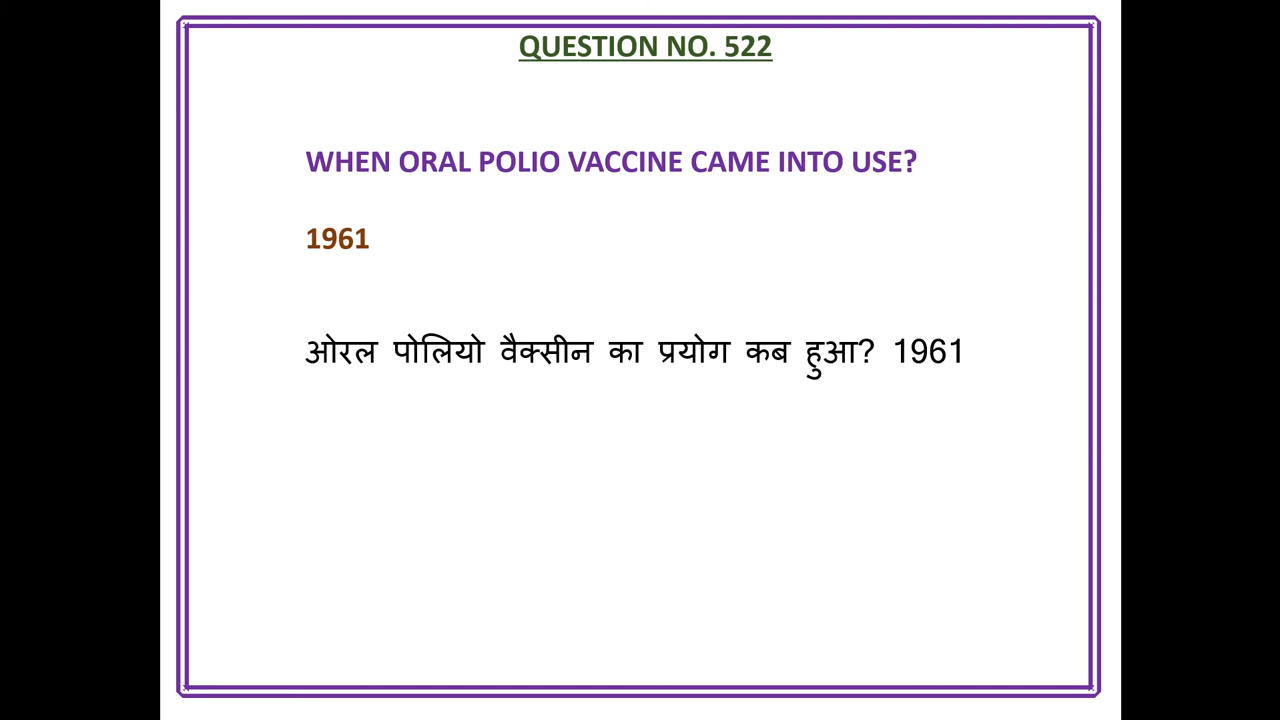 QUESTION NO. 522
WHEN ORAL POLIO VACCINE CAME INTO USE?
1961
ओरल पोलियो वैक्सीन का प्रयोग कब हुआ? 1961